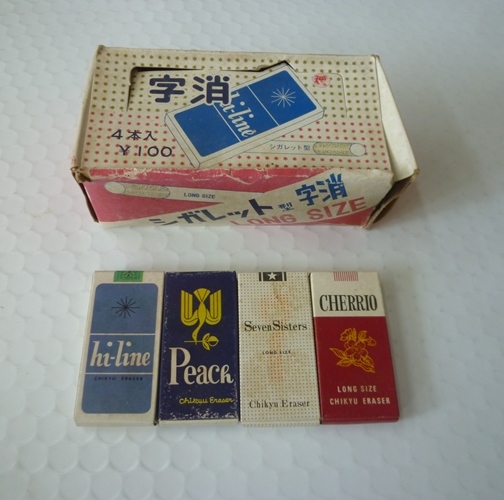 字消
hi-line
4本入
¥100
シガレット型
LONG SIZE
シガレット型字消
LONG SIZE
hi-line
CHIKYU ERASER
Peace
Chikyu Eraser
Seven Sisters
LONG SIZE
Chikyu Eraser
CHERRIO
LONG SIZE
CHIKYU ERASER